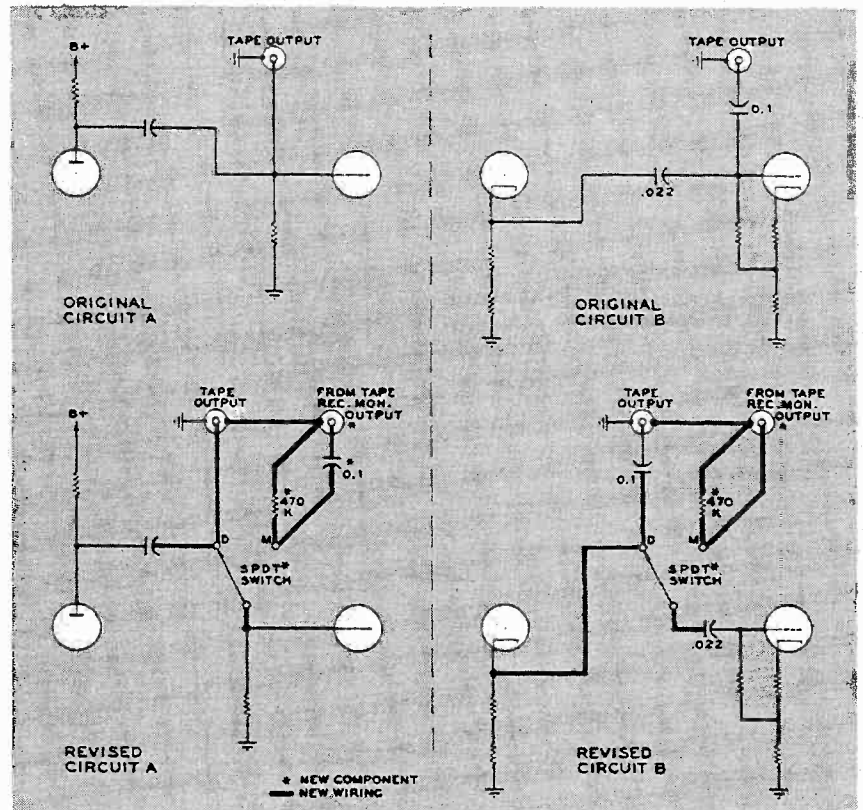 B+
TAPE OUTPUT
ORIGINAL
CIRCUIT A
TAPE OUTPUT
0.1
.022
ORIGINAL
CIRCUIT B
B+
TAPE
OUTPUT
FROM TAPE
REC. MON.
OUTPUT
*
*
0.1
*
470
K
D
M
SPDT*
SWITCH
REVISED
CIRCUIT A
* NEW COMPONENT
NEW WIRING
TAPE
OUTPUT
FROM TAPE
REC. MON.
OUTPUT
*
0.1
*
470
K
D
M
SPDT*
SWITCH
.022
REVISED
CIRCUIT B